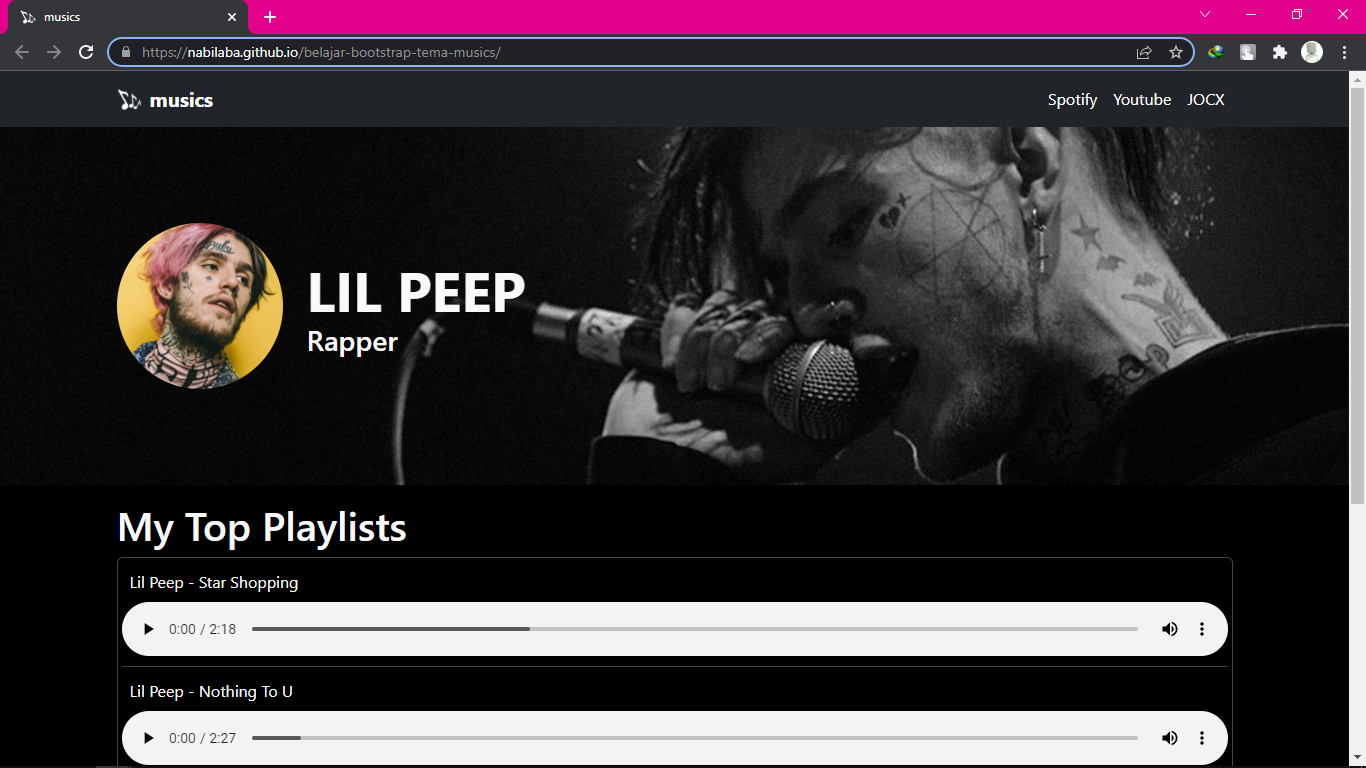 musics
https://nabilaba.github.io/belajar-bootstrap-tema-musics/
musics
Spotify Youtube JOCX
LIL PEEP
Rapper
My Top Playlists
Lil Peep - Star Shopping
0:00 / 2:18
Lil Peep - Nothing To U
0:00 / 2:27